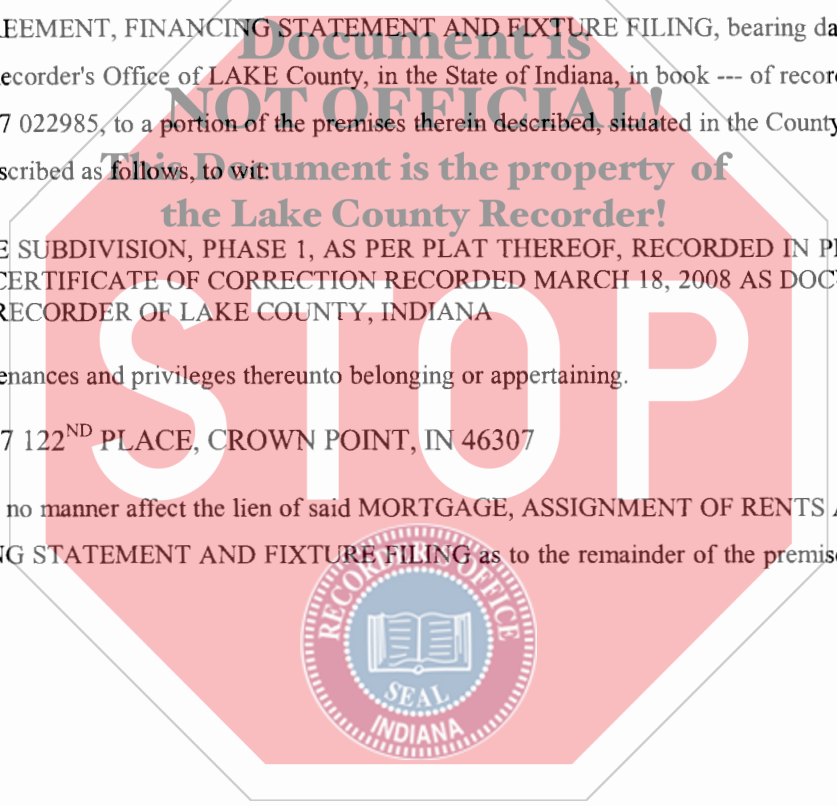 REEMENT, FINANCING STATEMENT AND FIXTURE FILING, bearing da
Document is
ecorder's Office of LAKE County, in the State of Indiana, in book --- of recor
NOT OFFICIAL!
7 022985, to a portion of the premises therein described, situated in the County
scribed as follows, to wit:
This Document is the property of
the Lake County Recorder!
E SUBDIVISION, PHASE 1, AS PER PLAT THEREOF, RECORDED IN P
CERTIFICATE OF CORRECTION RECORDED MARCH 18, 2008 AS DOC
RECORDER OF LAKE COUNTY, INDIANA
STOP
enances and privileges thereunto belonging or appertaining.
7 122ND PLACE, CROWN POINT, IN 46307
no manner affect the lien of said MORTGAGE, ASSIGNMENT OF RENTS A
NG STATEMENT AND FIXTURE FILING as to the remainder of the premise
RECORDER'S OFFICE
SEAL
INDIANA